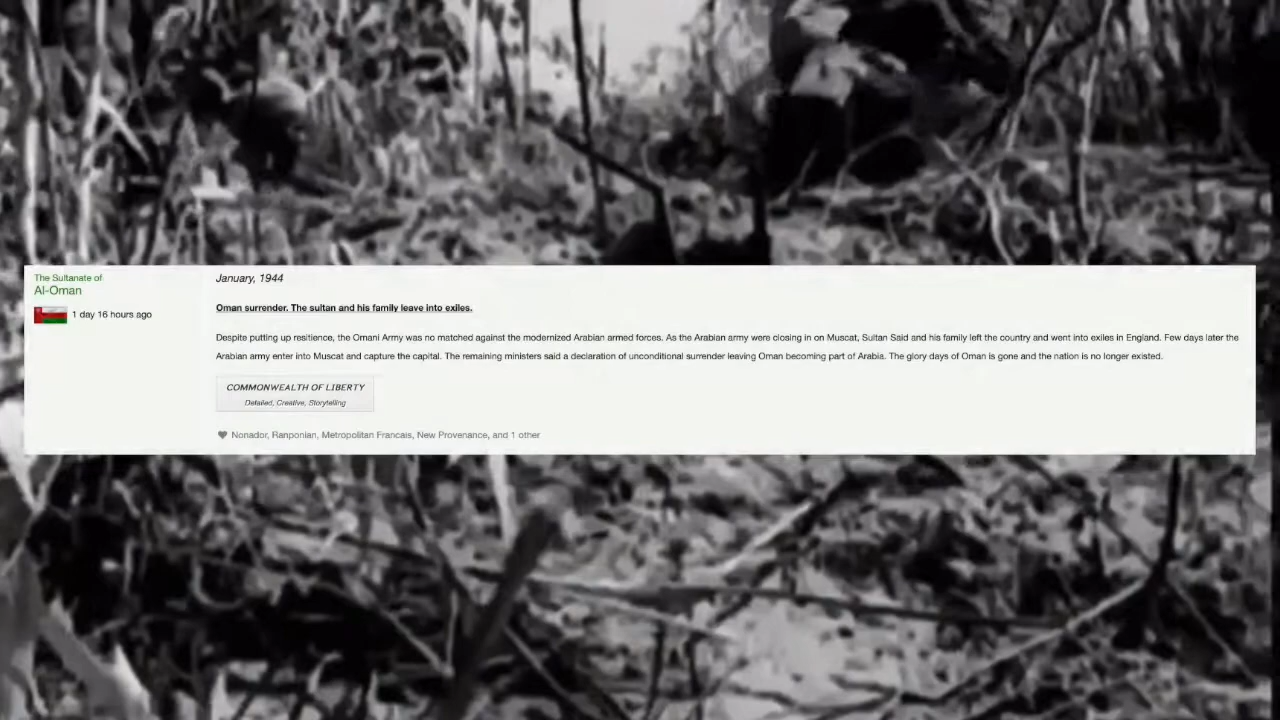 The Sultanate of
Al-Oman
1 day 16 hours ago
January, 1944
Oman surrender. The sultan and his family leave into exiles.
Despite putting up resitience, the Omani Army was no matched against the modernized Arabian armed forces. As the Arabian army were closing in on Muscat, Sultan Said and his family left the country and went into exiles in England. Few days later the
Arabian army enter into Muscat and capture the capital. The remaining ministers said a declaration of unconditional surrender leaving Oman becoming part of Arabia. The glory days of Oman is gone and the nation is no longer existed.
COMMONWEALTH OF LIBERTY
Detailed, Creative, Storytelling
Nonador, Ranponian, Metropolitan Francais, New Provenance, and 1 other